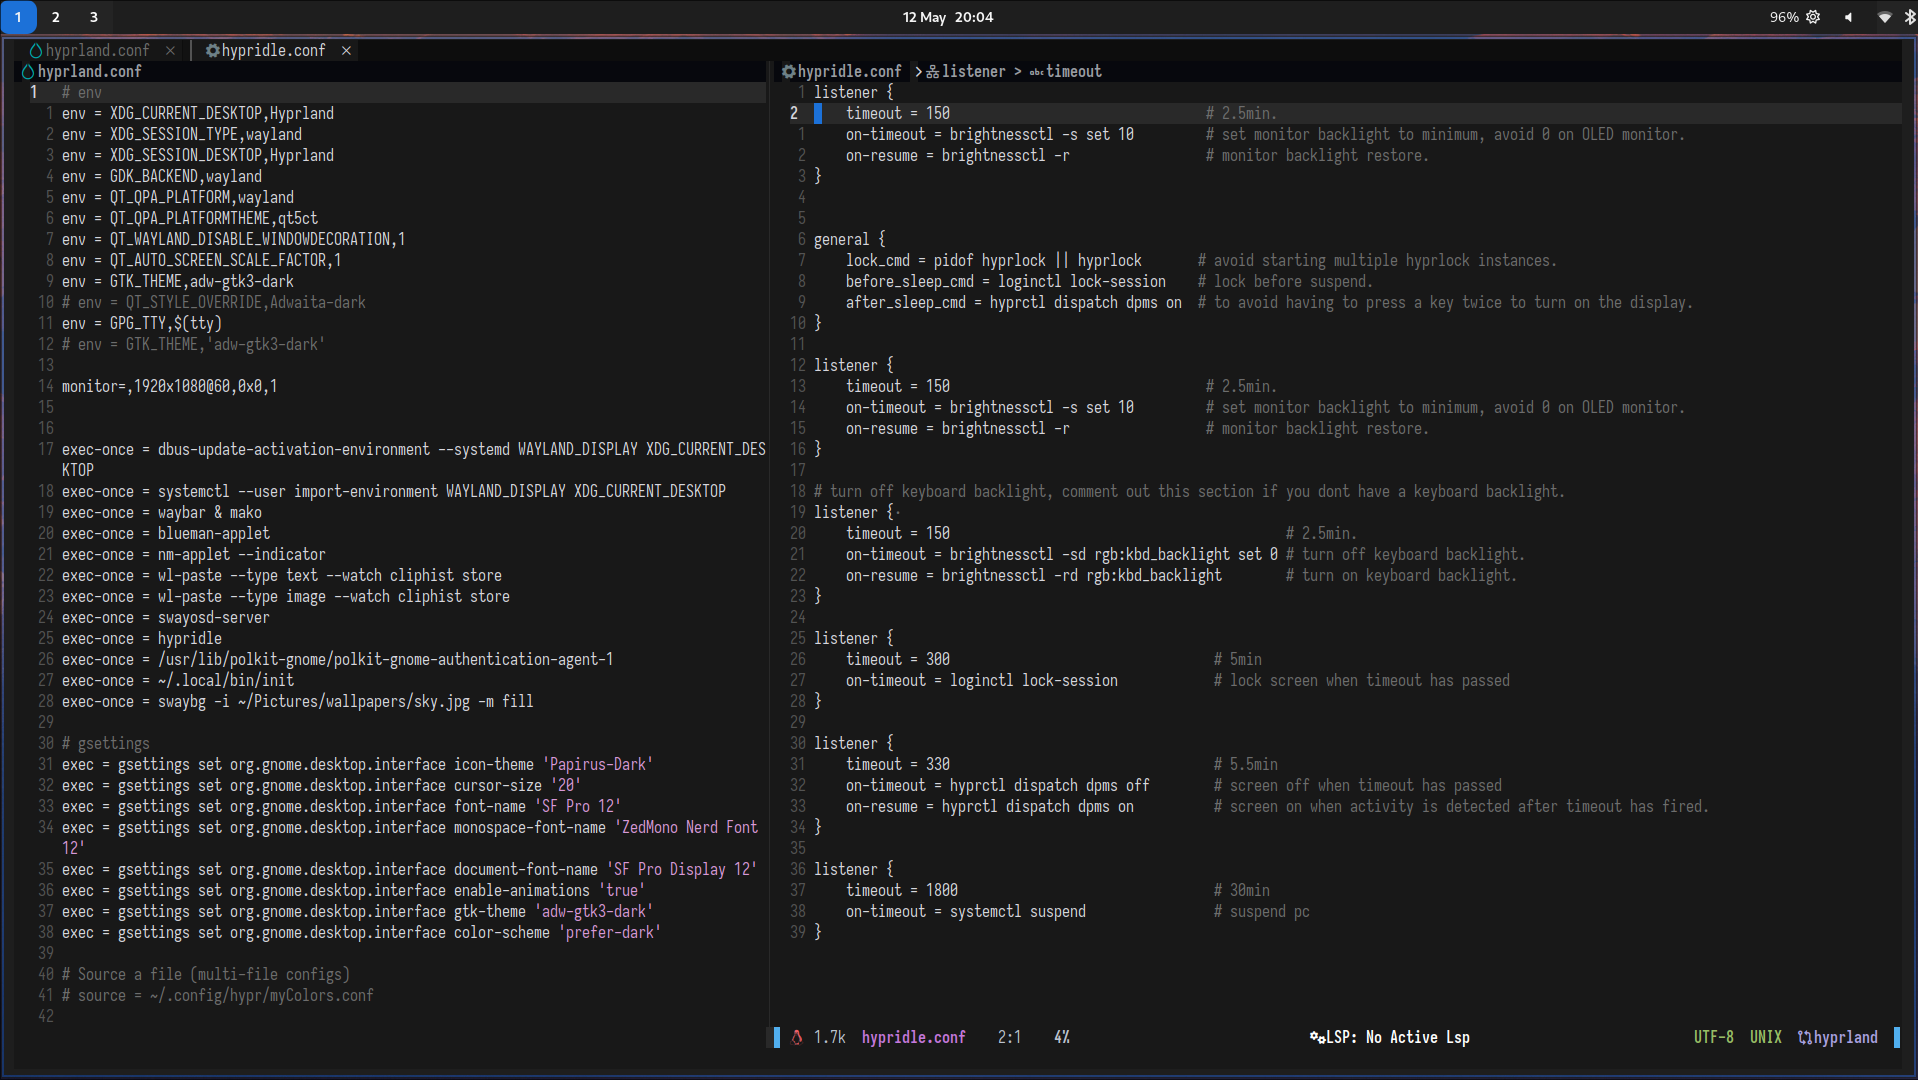 1 2 3 12 May 20:04 96%
hyprland.conf × hypridle.conf ×
hyprland.conf
1 # env
1 env = XDG_CURRENT_DESKTOP,Hyprland
2 env = XDG_SESSION_TYPE,wayland
3 env = XDG_SESSION_DESKTOP,Hyprland
4 env = GDK_BACKEND,wayland
5 env = QT_QPA_PLATFORM,wayland
6 env = QT_QPA_PLATFORMTHEME,qt5ct
7 env = QT_WAYLAND_DISABLE_WINDOWDECORATION,1
8 env = QT_AUTO_SCREEN_SCALE_FACTOR,1
9 env = GTK_THEME,adw-gtk3-dark
10 # env = QT_STYLE_OVERRIDE,Adwaita-dark
11 env = GPG_TTY,$(tty)
12 # env = GTK_THEME,'adw-gtk3-dark'
13
14 monitor=,1920x1080@60,0x0,1
15
16
17 exec-once = dbus-update-activation-environment --systemd WAYLAND_DISPLAY XDG_CURRENT_DES
KTOP
18 exec-once = systemctl --user import-environment WAYLAND_DISPLAY XDG_CURRENT_DESKTOP
19 exec-once = waybar & mako
20 exec-once = blueman-applet
21 exec-once = nm-applet --indicator
22 exec-once = wl-paste --type text --watch cliphist store
23 exec-once = wl-paste --type image --watch cliphist store
24 exec-once = swayosd-server
25 exec-once = hypridle
26 exec-once = /usr/lib/polkit-gnome/polkit-gnome-authentication-agent-1
27 exec-once = ~/.local/bin/init
28 exec-once = swaybg -i ~/Pictures/wallpapers/sky.jpg -m fill
29
30 # gsettings
31 exec = gsettings set org.gnome.desktop.interface icon-theme 'Papirus-Dark'
32 exec = gsettings set org.gnome.desktop.interface cursor-size '20'
33 exec = gsettings set org.gnome.desktop.interface font-name 'SF Pro 12'
34 exec = gsettings set org.gnome.desktop.interface monospace-font-name 'ZedMono Nerd Font
12'
35 exec = gsettings set org.gnome.desktop.interface document-font-name 'SF Pro Display 12'
36 exec = gsettings set org.gnome.desktop.interface enable-animations 'true'
37 exec = gsettings set org.gnome.desktop.interface gtk-theme 'adw-gtk3-dark'
38 exec = gsettings set org.gnome.desktop.interface color-scheme 'prefer-dark'
39
40 # Source a file (multi-file configs)
41 # source = ~/.config/hypr/myColors.conf
42
hypridle.conf > listener > abc timeout
1 listener {
2 timeout = 150 # 2.5min.
1 on-timeout = brightnessctl -s set 10 # set monitor backlight to minimum, avoid 0 on OLED monitor.
2 on-resume = brightnessctl -r # monitor backlight restore.
3 }
4
5
6 general {
7 lock_cmd = pidof hyprlock || hyprlock # avoid starting multiple hyprlock instances.
8 before_sleep_cmd = loginctl lock-session # lock before suspend.
9 after_sleep_cmd = hyprctl dispatch dpms on # to avoid having to press a key twice to turn on the display.
10 }
11
12 listener {
13 timeout = 150 # 2.5min.
14 on-timeout = brightnessctl -s set 10 # set monitor backlight to minimum, avoid 0 on OLED monitor.
15 on-resume = brightnessctl -r # monitor backlight restore.
16 }
17
18 # turn off keyboard backlight, comment out this section if you dont have a keyboard backlight.
19 listener {·
20 timeout = 150 # 2.5min.
21 on-timeout = brightnessctl -sd rgb:kbd_backlight set 0 # turn off keyboard backlight.
22 on-resume = brightnessctl -rd rgb:kbd_backlight # turn on keyboard backlight.
23 }
24
25 listener {
26 timeout = 300 # 5min
27 on-timeout = loginctl lock-session # lock screen when timeout has passed
28 }
29
30 listener {
31 timeout = 330 # 5.5min
32 on-timeout = hyprctl dispatch dpms off # screen off when timeout has passed
33 on-resume = hyprctl dispatch dpms on # screen on when activity is detected after timeout has fired.
34 }
35
36 listener {
37 timeout = 1800 # 30min
38 on-timeout = systemctl suspend # suspend pc
39 }
1.7k hypridle.conf 2:1 4% LSP: No Active Lsp UTF-8 UNIX hyprland